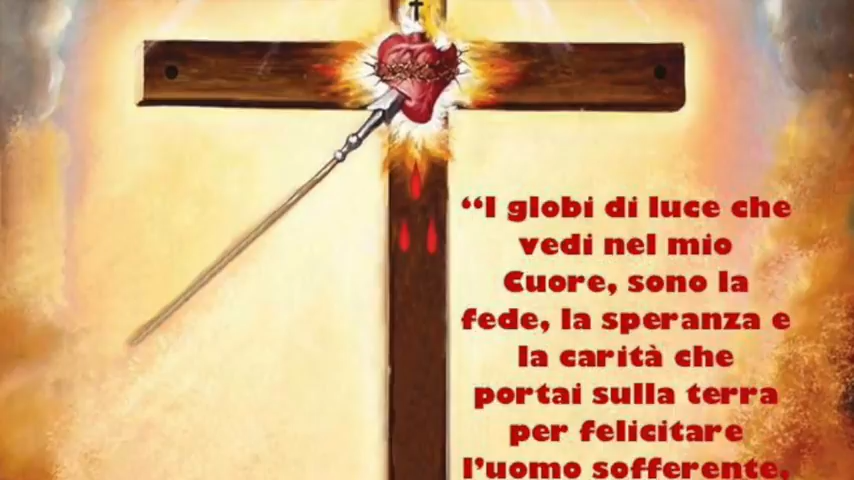 “I globi di luce che
vedi nel mio
Cuore, sono la
fede, la speranza e
la carità che
portai sulla terra
per felicitare
l’uomo sofferente.